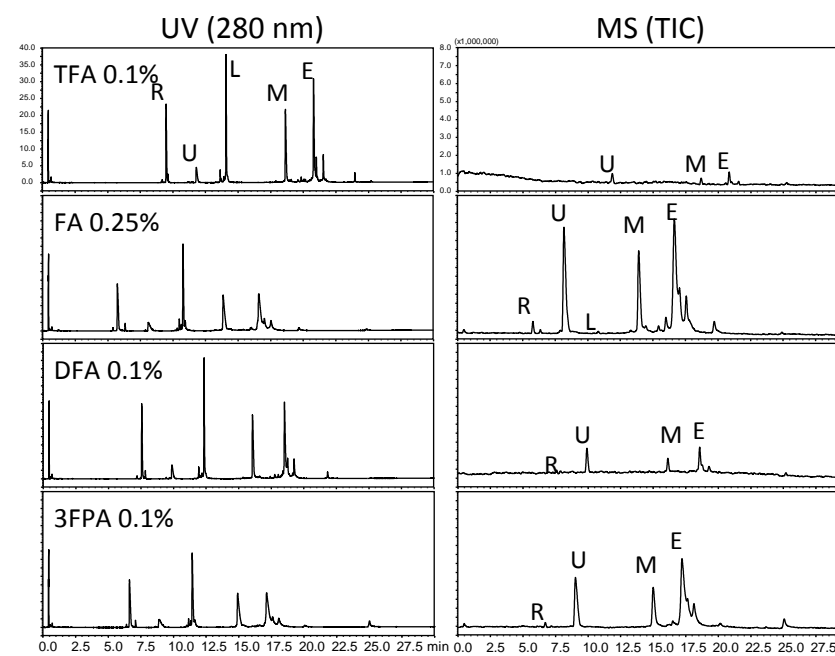 UV (280 nm)
MS (TIC)
40.0
35.0
30.0
25.0
20.0
15.0
10.0
5.0
0.0
TFA 0.1%
R
U
L
M
E
(x1,000,000)
8.0
7.0
6.0
5.0
4.0
3.0
2.0
1.0
0.0
U
M
E
FA 0.25%
R
U
L
M
E
DFA 0.1%
R
U
M
E
3FPA 0.1%
R
U
M
E
0.0 2.5 5.0 7.5 10.0 12.5 15.0 17.5 20.0 22.5 25.0 27.5 min
0.0 2.5 5.0 7.5 10.0 12.5 15.0 17.5 20.0 22.5 25.0 27.5